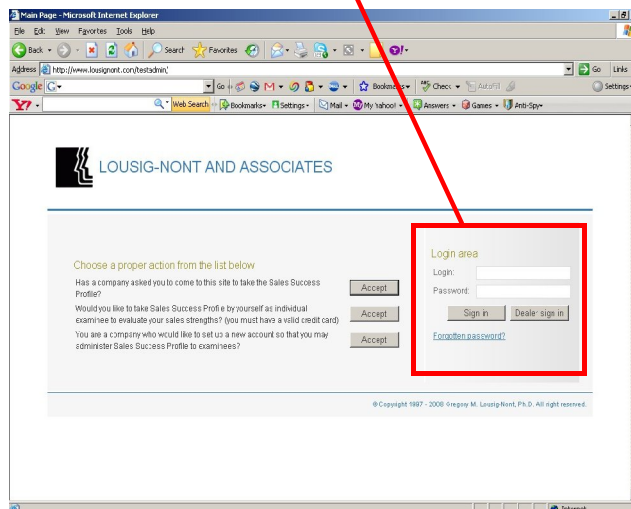 Main Page - Microsoft Internet Explorer
File Edit View Favorites Tools Help
Back Search Favorites
Address http://www.lousignont.com/testadmin/ Go Links
Google G Go M Bookmarks Check AutoFill Settings
Y7 Web Search Bookmarks Settings Mail My Yahoo! Answers Games Anti-Spy
LOUSIG-NONT AND ASSOCIATES
Login area
Choose a proper action from the list below
Login:
Has a company asked you to come to this site to take the Sales Success
Profile?
Accept
Password:
Would you like to take Sales Success Profile by yourself as individual
examinee to evaluate your sales strengths? (you must have a valid credit card)
Accept
Sign in Dealer sign in
You are a company who would like to set up a new account so that you may
administer Sales Success Profile to examinees?
Accept
Forgotten password?
© Copyright 1997 - 2008 Gregory M. Lousig-Nont, Ph.D. All right reserved.
Internet